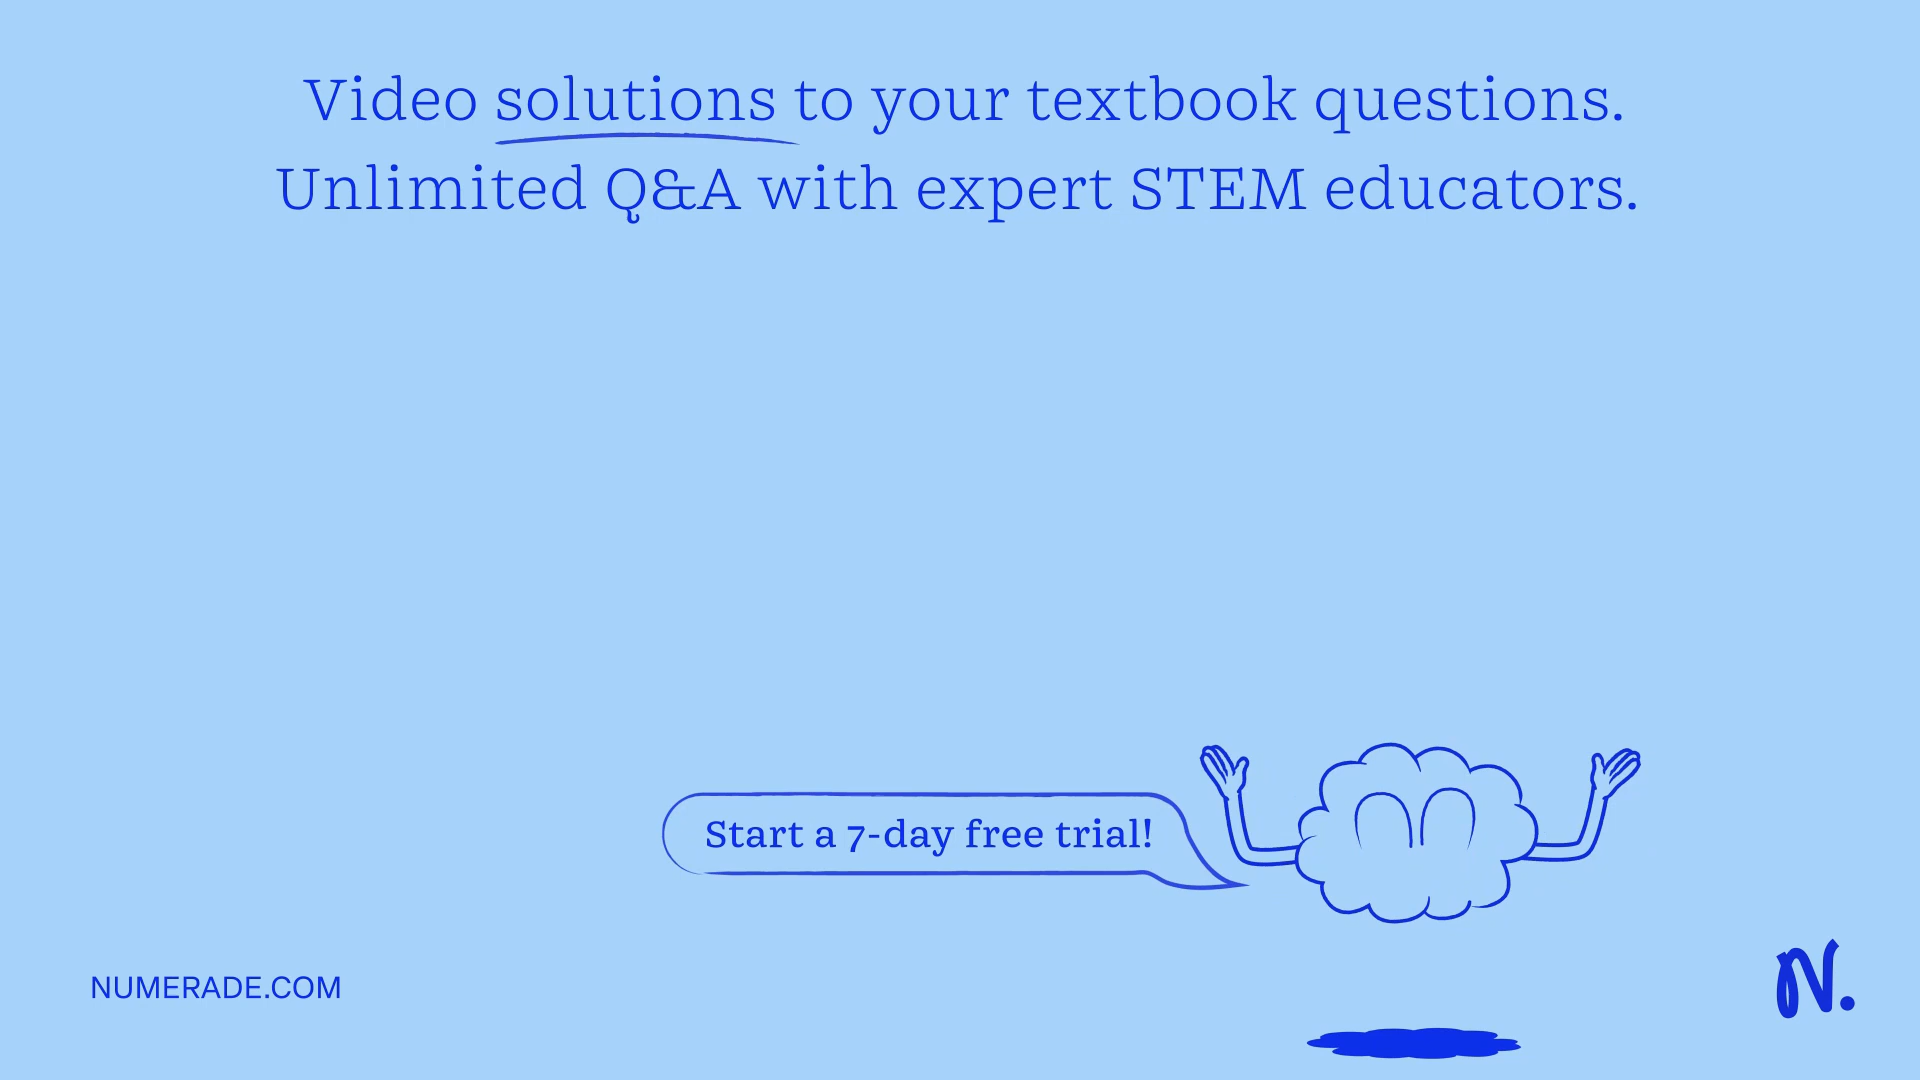 Video solutions to your textbook questions.
Unlimited Q&A with expert STEM educators.
Start a 7-day free trial!
NUMERADE.COM
N.